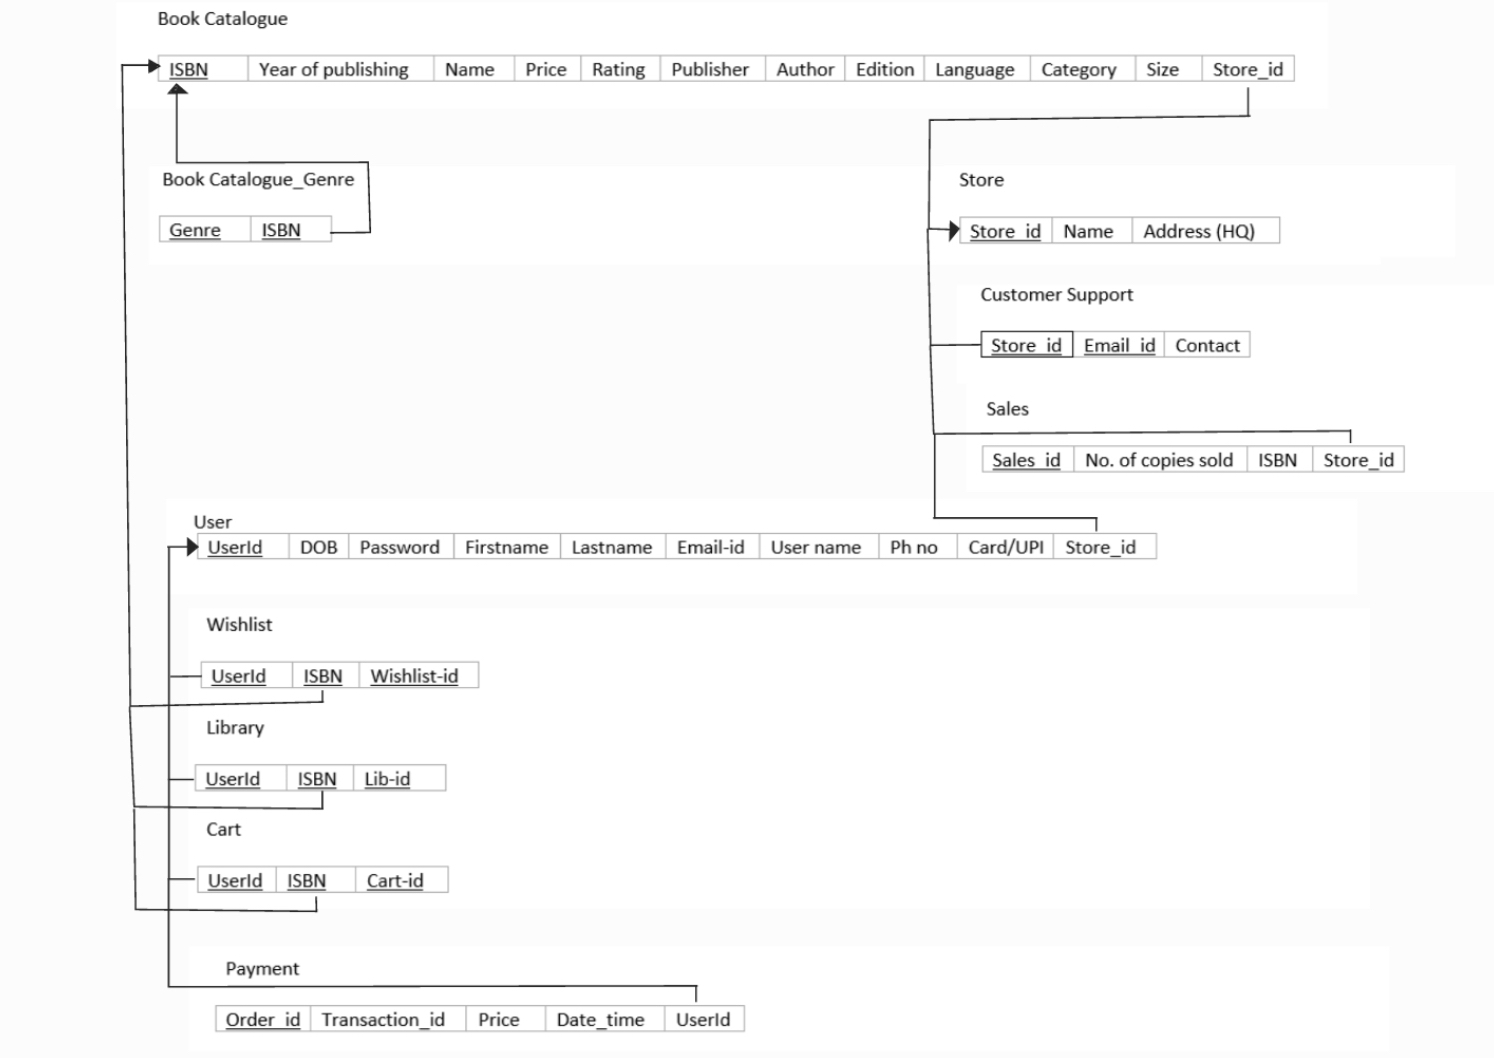 Book Catalogue
ISBN Year of publishing Name Price Rating Publisher Author Edition Language Category Size Store_id
Book Catalogue_Genre
Genre ISBN
Store
Store_id Name Address (HQ)
Customer Support
Store_id Email_id Contact
Sales
Sales_id No. of copies sold ISBN Store_id
User
UserId DOB Password Firstname Lastname Email-id User name Ph no Card/UPI Store_id
Wishlist
UserId ISBN Wishlist-id
Library
UserId ISBN Lib-id
Cart
UserId ISBN Cart-id
Payment
Order_id Transaction_id Price Date_time UserId